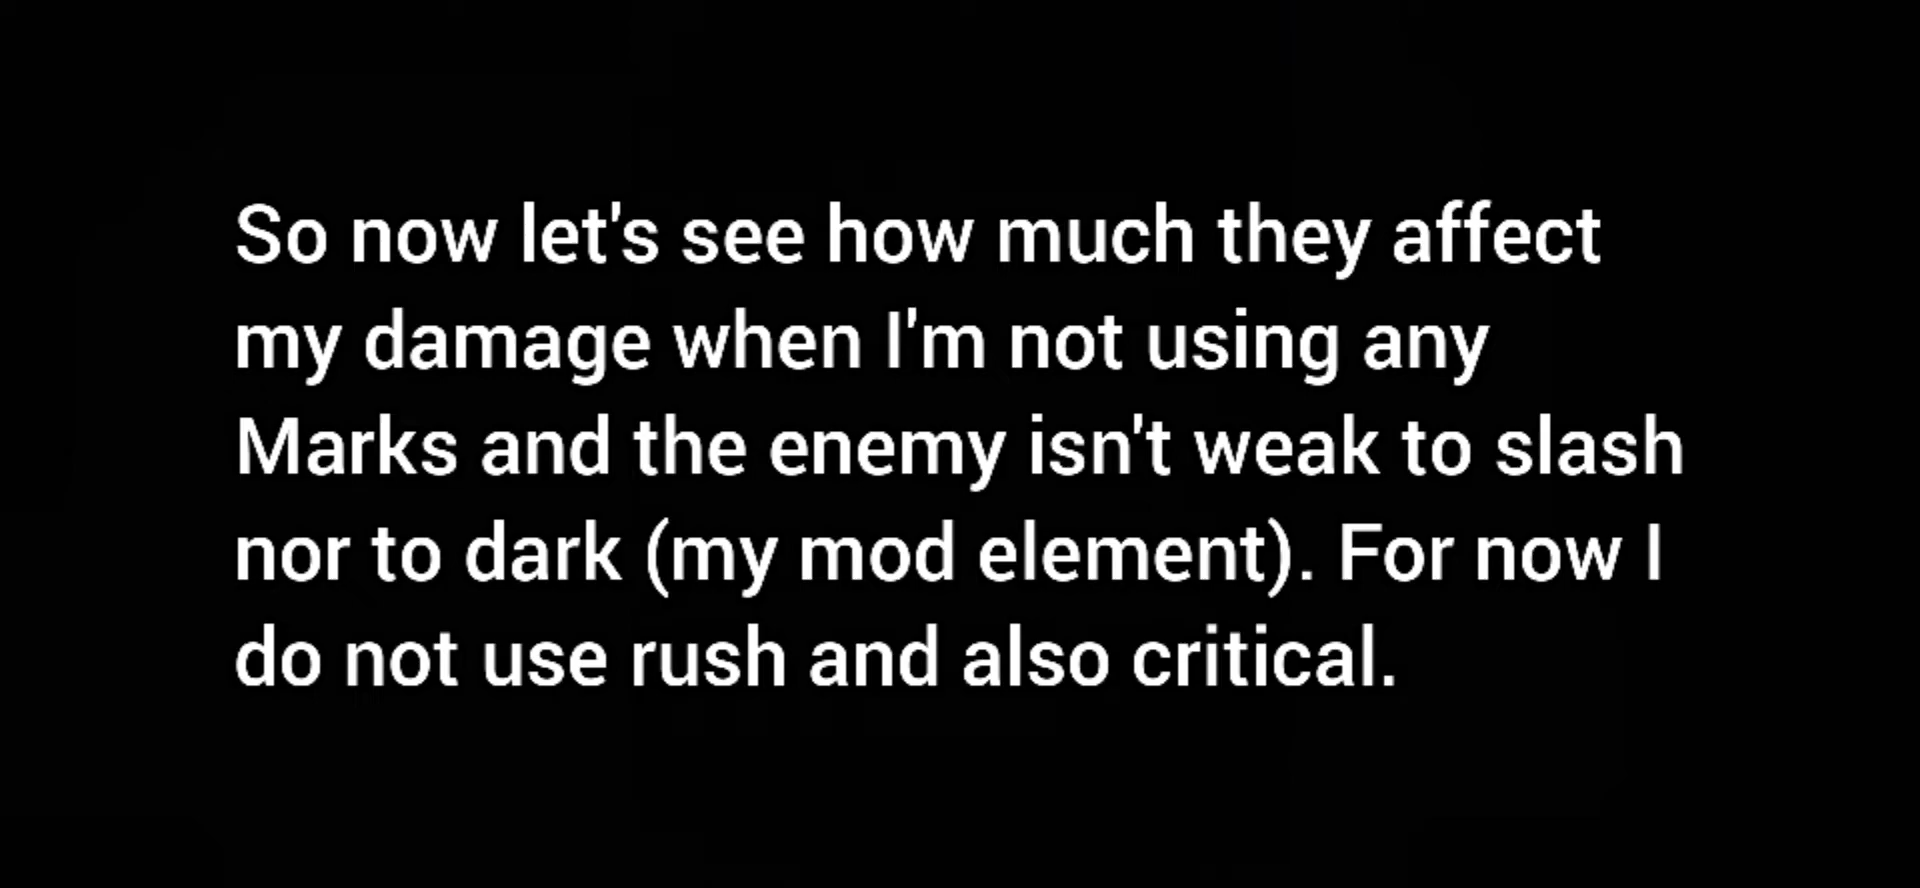 So now let's see how much they affect
my damage when I'm not using any
Marks and the enemy isn't weak to slash
nor to dark (my mod element). For now I
do not use rush and also critical.